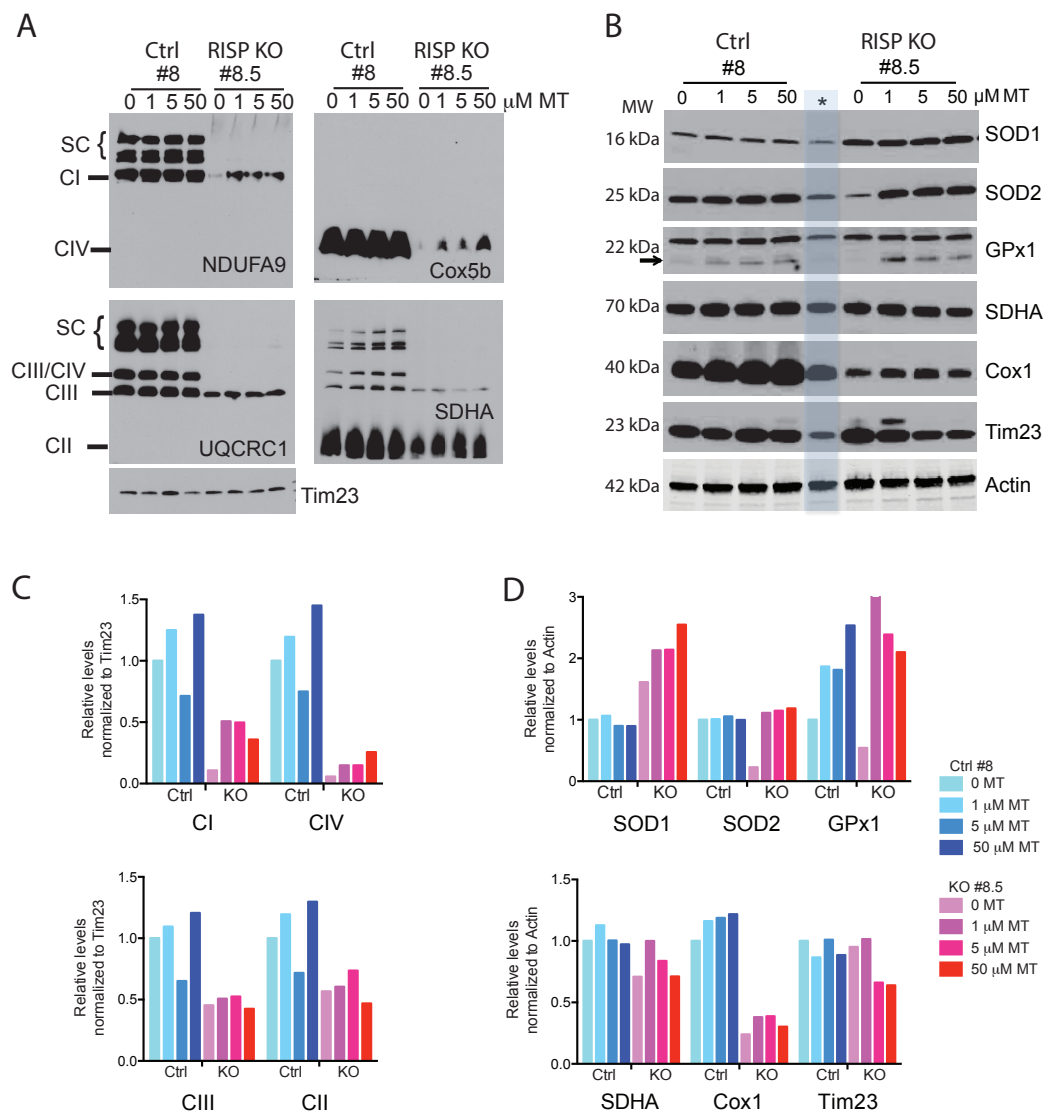 A
Ctrl RISP KO
#8 #8.5
0 1 5 50 0 1 5 50
SC {
CI
NDUFA9
Ctrl RISP KO
#8 #8.5
0 1 5 50 0 1 5 50 μM MT
CIV
Cox5b
SC {
CIII/CIV
CIII
CII
UQCRC1
SDHA
Tim23
B
Ctrl RISP KO
#8 #8.5
MW 0 1 5 50 * 0 1 5 50 μM MT
16 kDa SOD1
25 kDa SOD2
22 kDa GPx1
70 kDa SDHA
40 kDa Cox1
23 kDa Tim23
42 kDa Actin
C
Relative levels
normalized to Tim23
1.5
1.0
0.5
0.0
Ctrl KO Ctrl KO
CI CIV
Relative levels
normalized to Tim23
1.5
1.0
0.5
0.0
Ctrl KO Ctrl KO
CIII CII
D
Relative levels
normalized to Actin
3
2
1
0
Ctrl KO Ctrl KO Ctrl KO
SOD1 SOD2 GPx1
Relative levels
normalized to Actin
1.5
1.0
0.5
0.0
Ctrl KO Ctrl KO Ctrl KO
SDHA Cox1 Tim23
Ctrl #8
0 MT
1 μM MT
5 μM MT
50 μM MT
KO #8.5
0 MT
1 μM MT
5 μM MT
50 μM MT